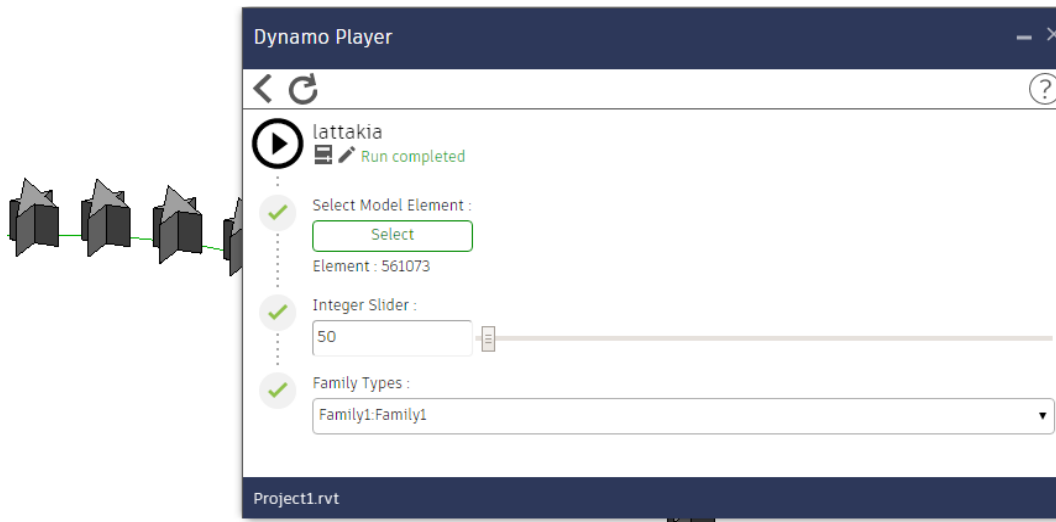 Dynamo Player
?
lattakia
Run completed
Select Model Element :
Select
Element : 561073
Integer Slider :
50
Family Types :
Family1:Family1
Project1.rvt